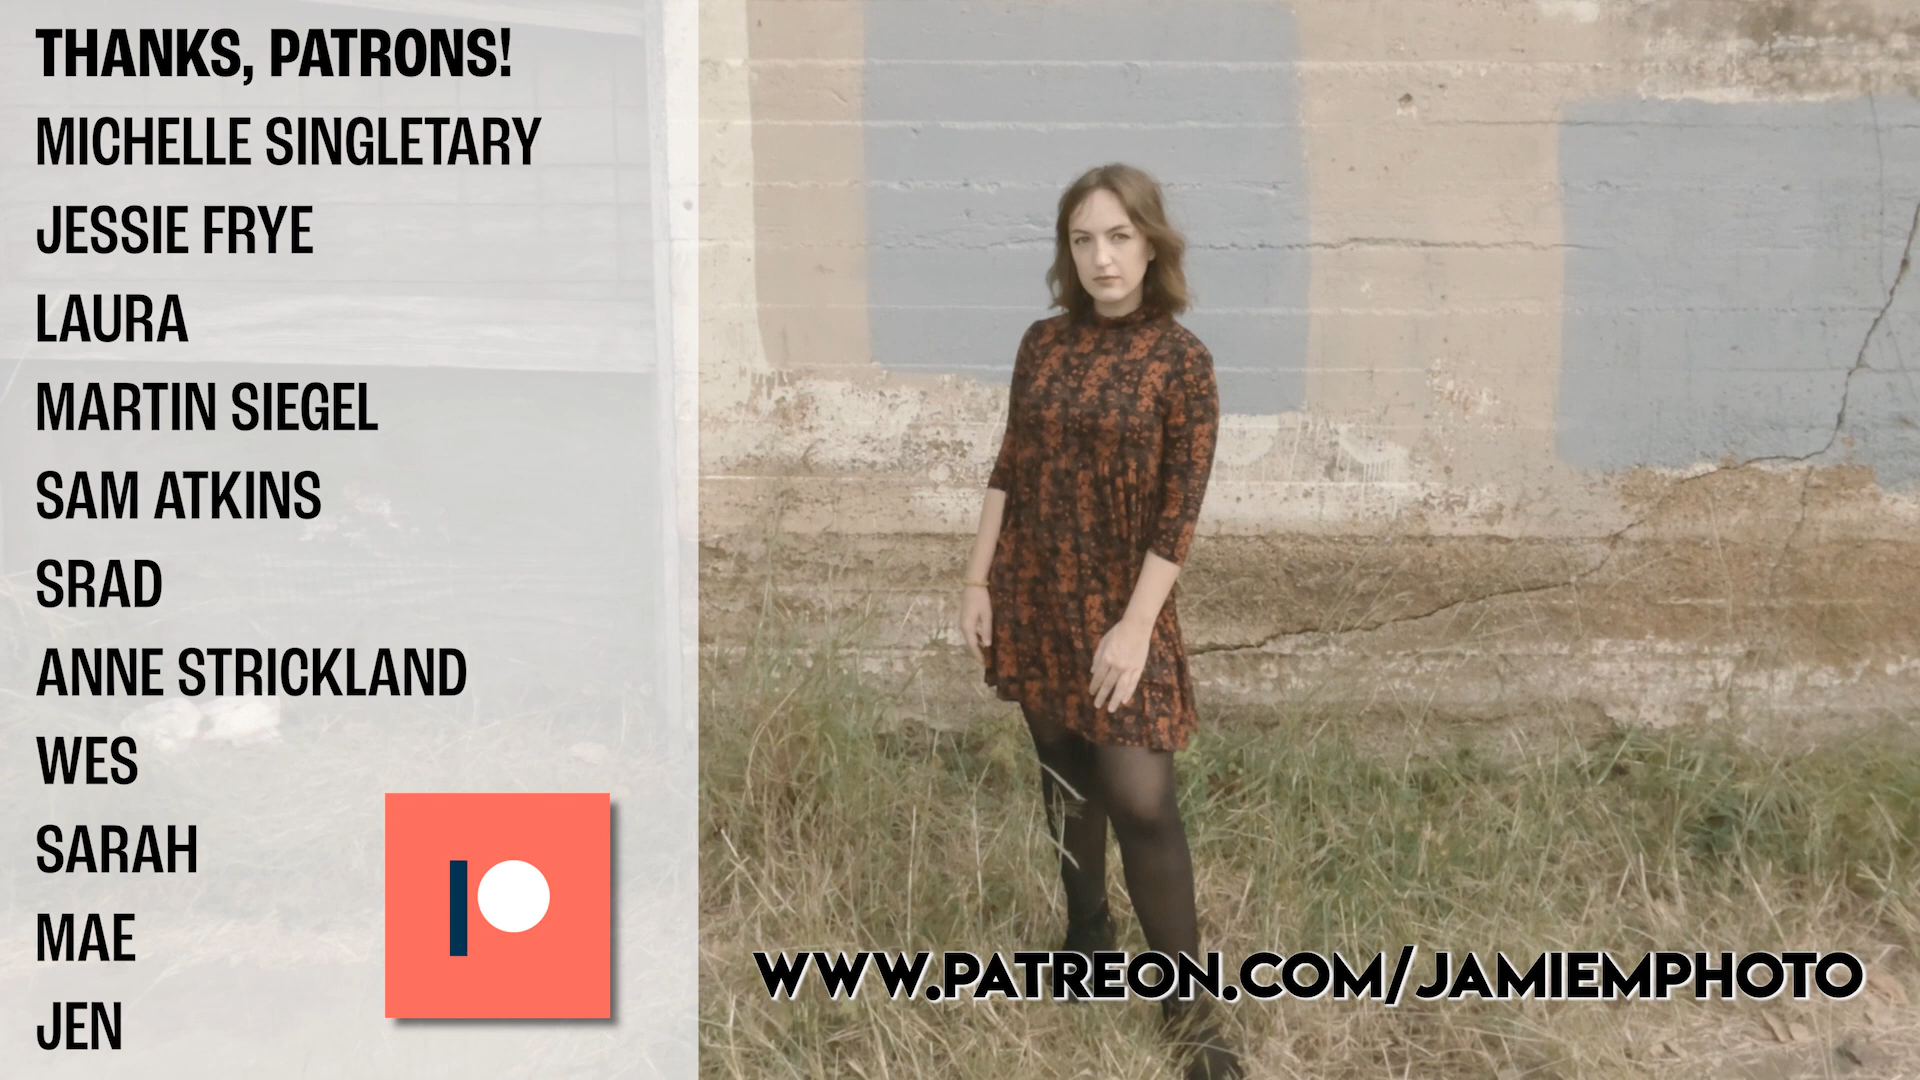 THANKS, PATRONS!
MICHELLE SINGLETARY
JESSIE FRYE
LAURA
MARTIN SIEGEL
SAM ATKINS
SRAD
ANNE STRICKLAND
WES
SARAH
MAE
JEN
WWW.PATREON.COM/JAMIEMPHOTO